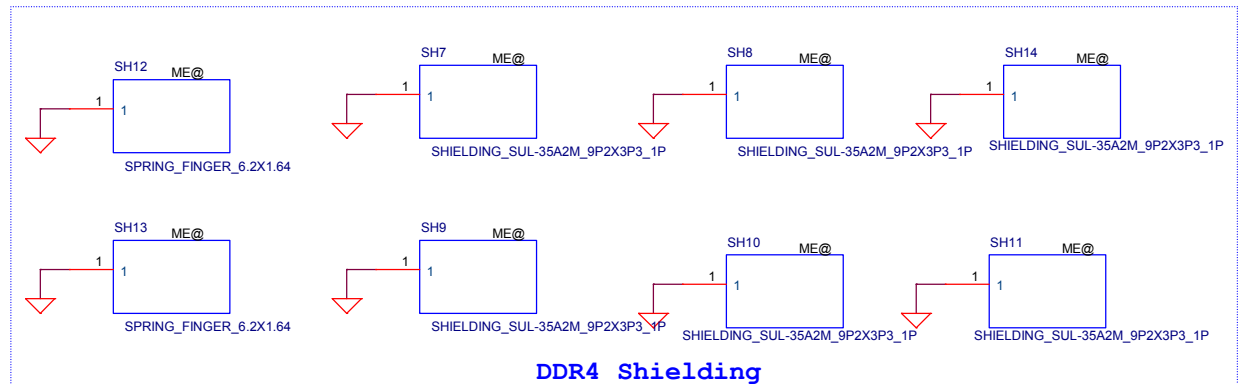 SH12
ME@
1
1
SPRING_FINGER_6.2X1.64
SH7
ME@
1
1
SHIELDING_SUL-35A2M_9P2X3P3_1P
SH8
ME@
1
1
SHIELDING_SUL-35A2M_9P2X3P3_1P
SH14
ME@
1
1
SHIELDING_SUL-35A2M_9P2X3P3_1P
SH13
ME@
1
1
SPRING_FINGER_6.2X1.64
SH9
ME@
1
1
SHIELDING_SUL-35A2M_9P2X3P3_1P
SH10
ME@
1
1
SHIELDING_SUL-35A2M_9P2X3P3_1P
SH11
ME@
1
1
SHIELDING_SUL-35A2M_9P2X3P3_1P
DDR4 Shielding